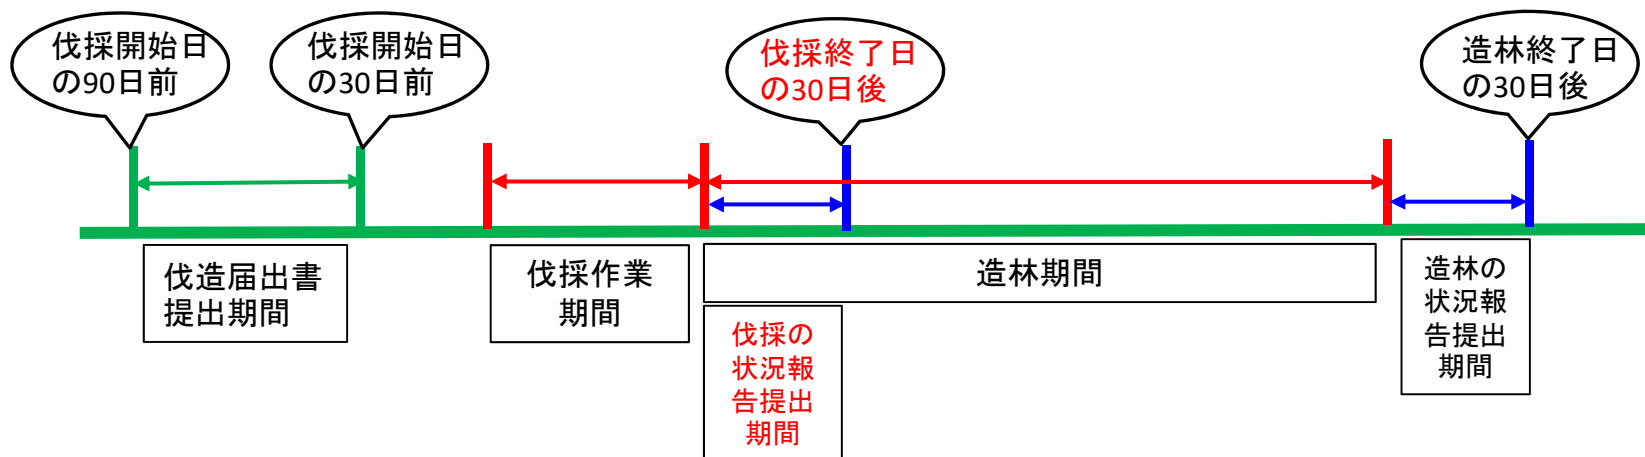 伐採開始日
の90日前
伐採開始日
の30日前
伐採終了日
の30日後
造林終了日
の30日後
伐造届出書
提出期間
伐採作業
期間
造林期間
造林の
状況報
告提出
期間
伐採の
状況報
告提出
期間